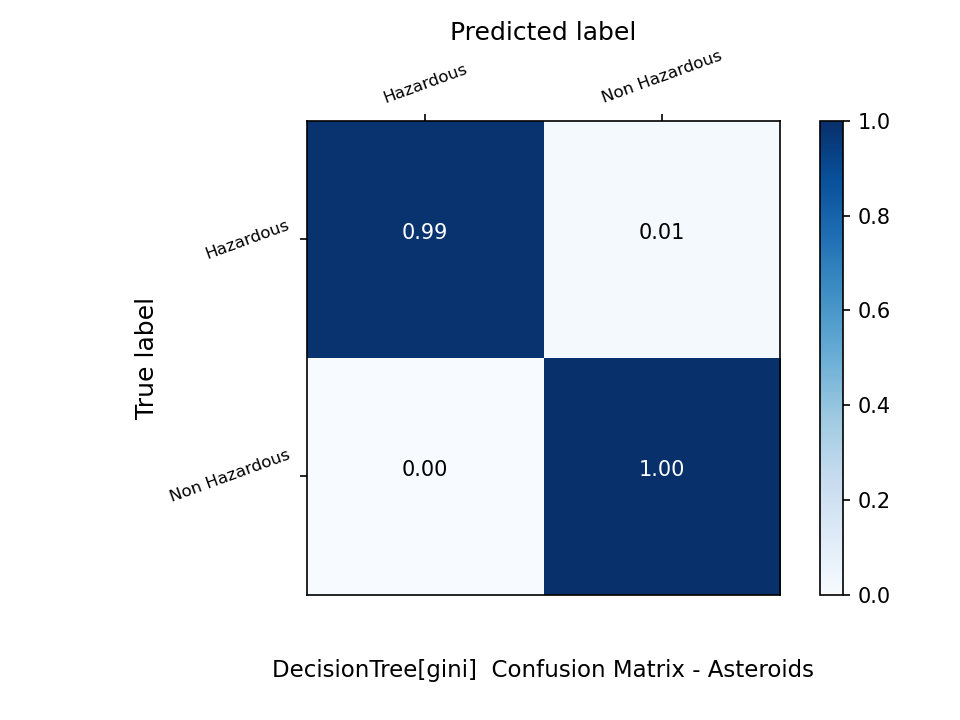 Predicted label
Hazardous
Non Hazardous
1.0
0.8
0.6
0.4
0.2
0.0
True label
Hazardous
0.99
0.01
Non Hazardous
0.00
1.00
DecisionTree[gini]  Confusion Matrix - Asteroids